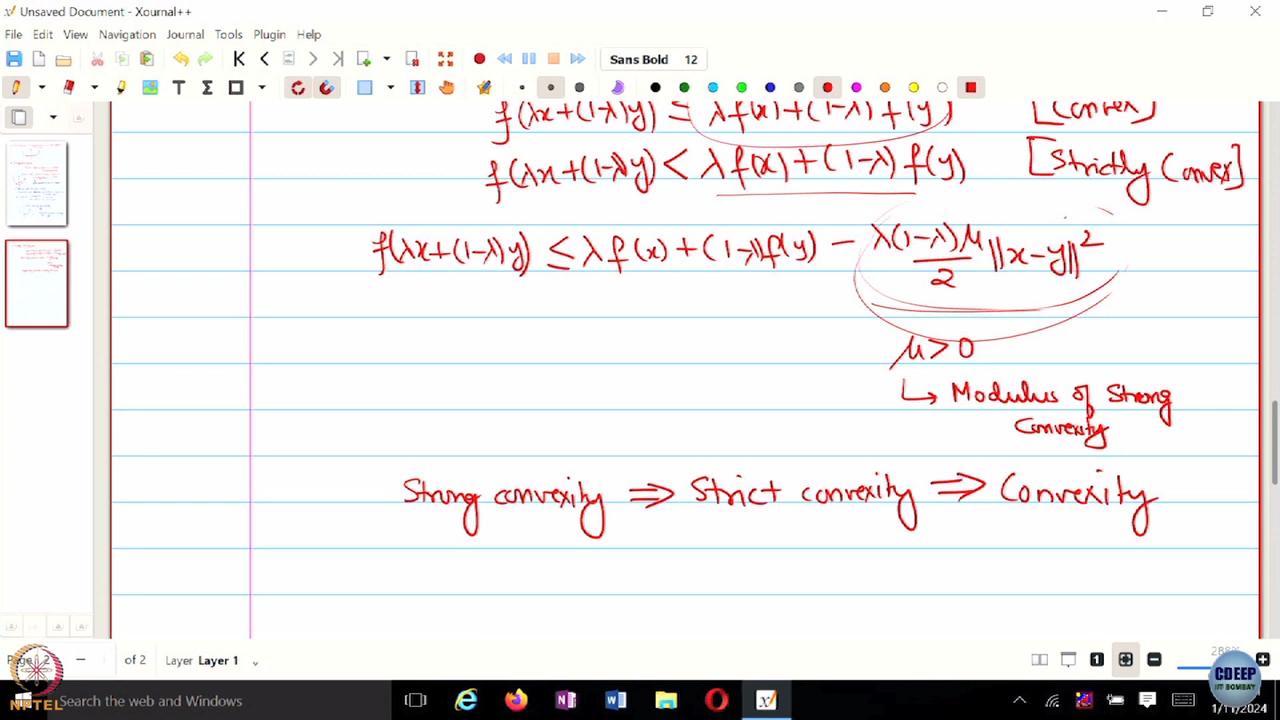 Unsaved Document - Xournal++
File Edit View Navigation Journal Tools Plugin Help
Sans Bold 12
f(λx+(1-λ)y) ≤ λf(x)+(1-λ)f(y) [Convex]
f(λx+(1-λ)y) < λf(x)+(1-λ)f(y) [Strictly Convex]
f(λx+(1-λ)y) ≤ λf(x)+(1-λ)f(y) - λ(1-λ)μ/2 ||x-y||²
μ>0
↳ Modulus of Strong
Convexity
Strong convexity ⇒ Strict convexity ⇒ Convexity
Page 2 of 2 Layer Layer 1 288%
Search the web and Windows
NPTEL
CDEEP
IIT BOMBAY
1/11/2024